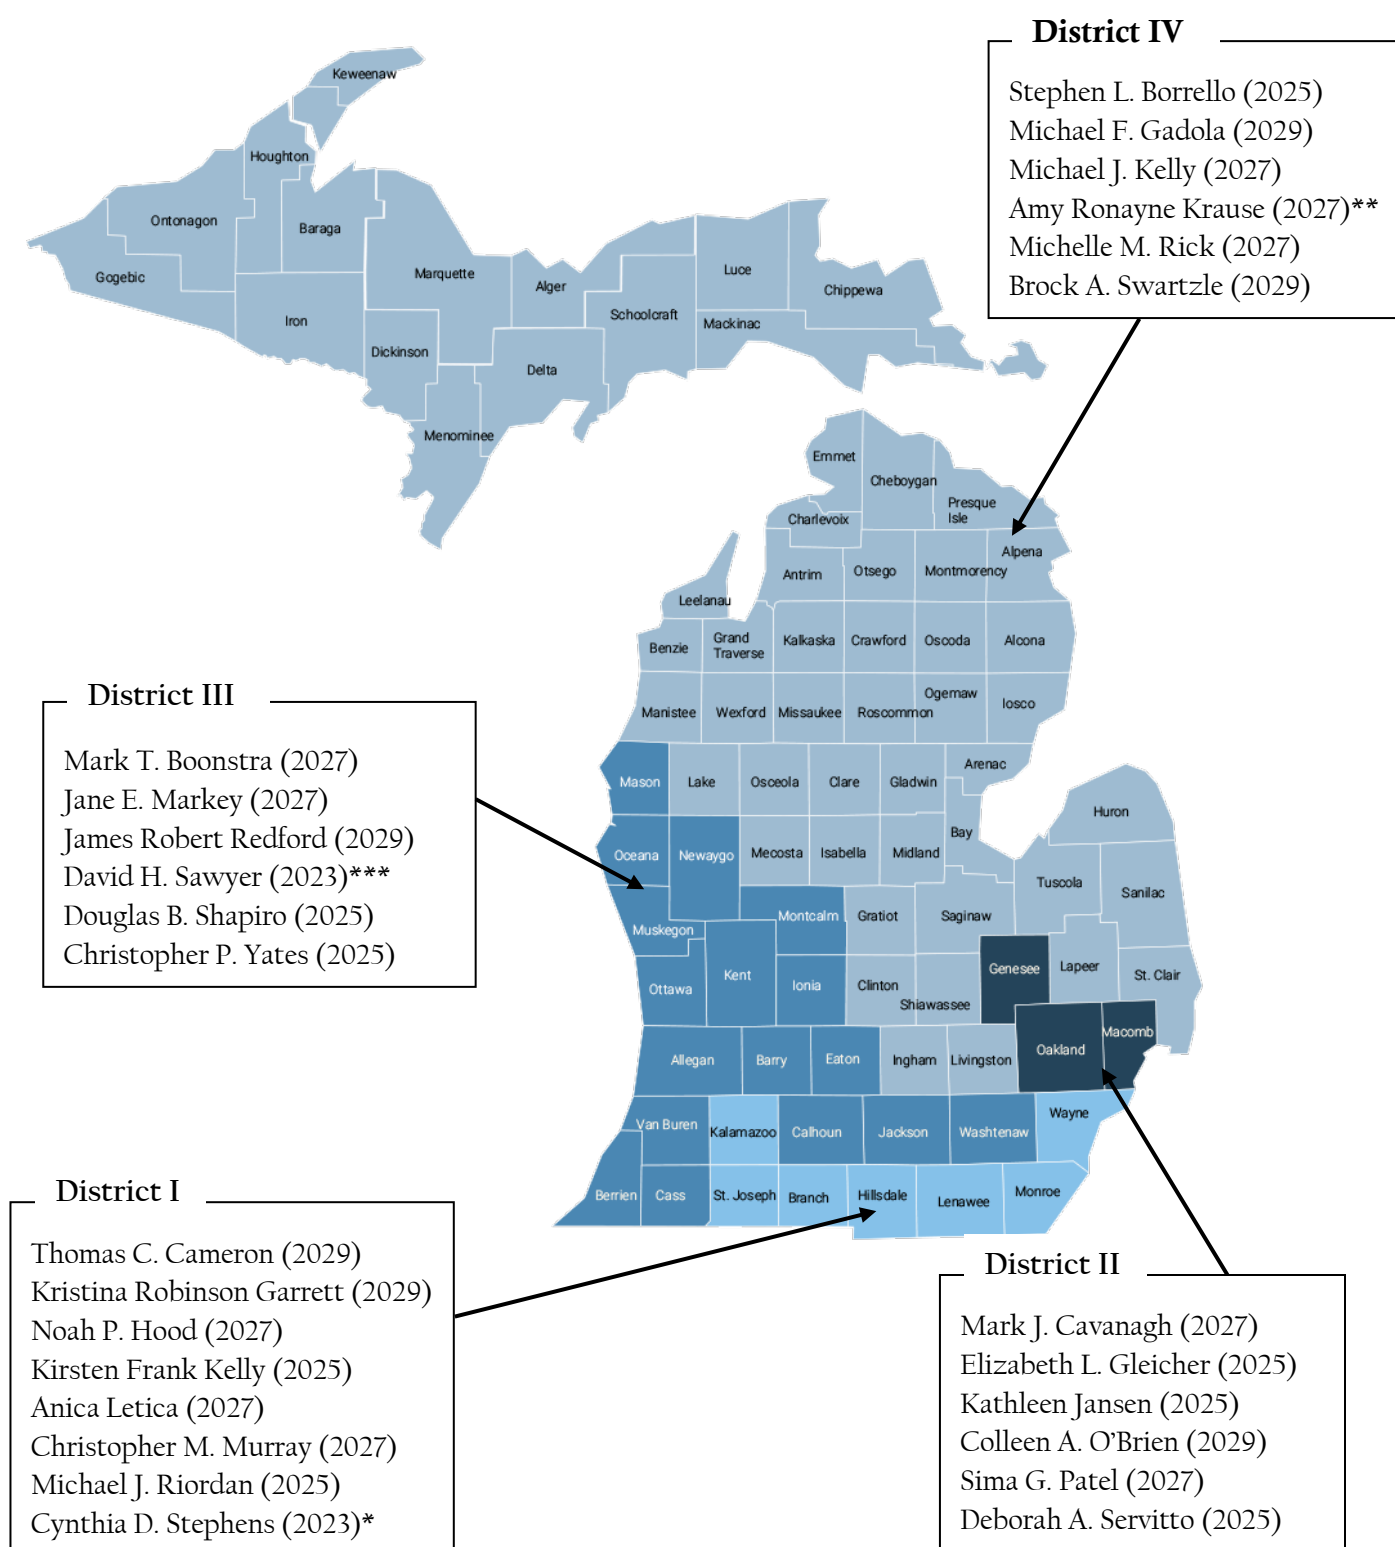 District IV
Stephen L. Borrello (2025)
Michael F. Gadola (2029)
Michael J. Kelly (2027)
Amy Ronayne Krause (2027)**
Michelle M. Rick (2027)
Brock A. Swartzle (2029)
Keweenaw
Houghton
Ontonagon
Baraga
Gogebic
Marquette
Alger
Luce
Chippewa
Iron
Schoolcraft
Mackinac
Dickinson
Delta
Menominee
Emmet
Cheboygan
Presque
Isle
Charlevoix
Alpena
Antrim
Otsego
Montmorency
Leelanau
Benzie
Grand
Traverse
Kalkaska
Crawford
Oscoda
Alcona
Manistee
Wexford
Missaukee
Roscommon
Ogemaw
Iosco
District III
Mark T. Boonstra (2027)
Jane E. Markey (2027)
James Robert Redford (2029)
David H. Sawyer (2023)***
Douglas B. Shapiro (2025)
Christopher P. Yates (2025)
Mason
Lake
Osceola
Clare
Gladwin
Arenac
Huron
Oceana
Newaygo
Mecosta
Isabella
Midland
Bay
Tuscola
Sanilac
Muskegon
Montcalm
Gratiot
Saginaw
Ottawa
Kent
Ionia
Clinton
Shiawassee
Genesee
Lapeer
St. Clair
Allegan
Barry
Eaton
Ingham
Livingston
Oakland
Macomb
Van Buren
Kalamazoo
Calhoun
Jackson
Washtenaw
Wayne
Berrien
Cass
St. Joseph
Branch
Hillsdale
Lenawee
Monroe
District I
Thomas C. Cameron (2029)
Kristina Robinson Garrett (2029)
Noah P. Hood (2027)
Kirsten Frank Kelly (2025)
Anica Letica (2027)
Christopher M. Murray (2027)
Michael J. Riordan (2025)
Cynthia D. Stephens (2023)*
District II
Mark J. Cavanagh (2027)
Elizabeth L. Gleicher (2025)
Kathleen Jansen (2025)
Colleen A. O’Brien (2029)
Sima G. Patel (2027)
Deborah A. Servitto (2025)